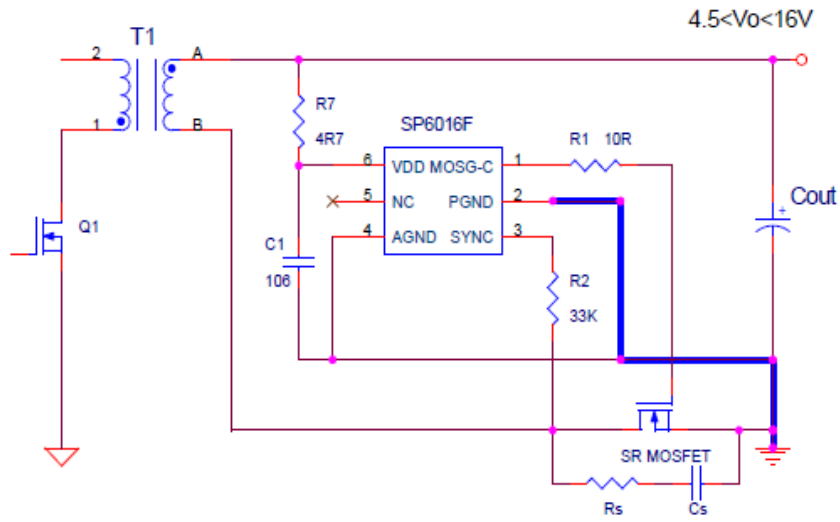 4.5<Vo<16V
T1
2
A
1
B
R7
4R7
SP6016F
R1 10R
6 VDD MOSG-C 1
5 NC PGND 2
4 AGND SYNC 3
Q1
C1
106
R2
33K
Cout
+
SR MOSFET
Rs
Cs